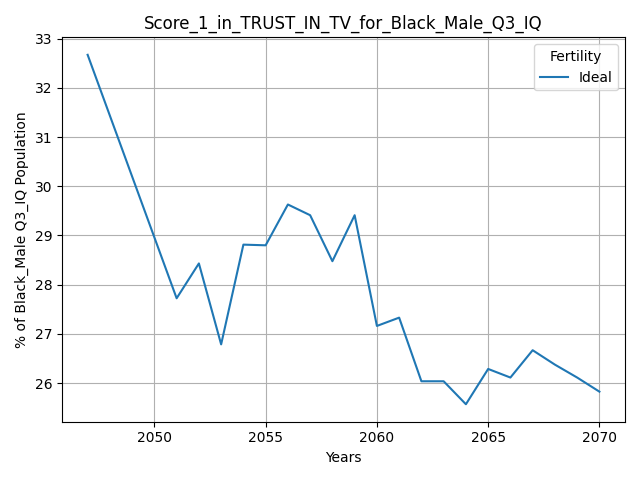 Score_1_in_TRUST_IN_TV_for_Black_Male_Q3_IQ
% of Black_Male Q3_IQ Population
33
32
31
30
29
28
27
26
Fertility
Ideal
2050 2055 2060 2065 2070
Years